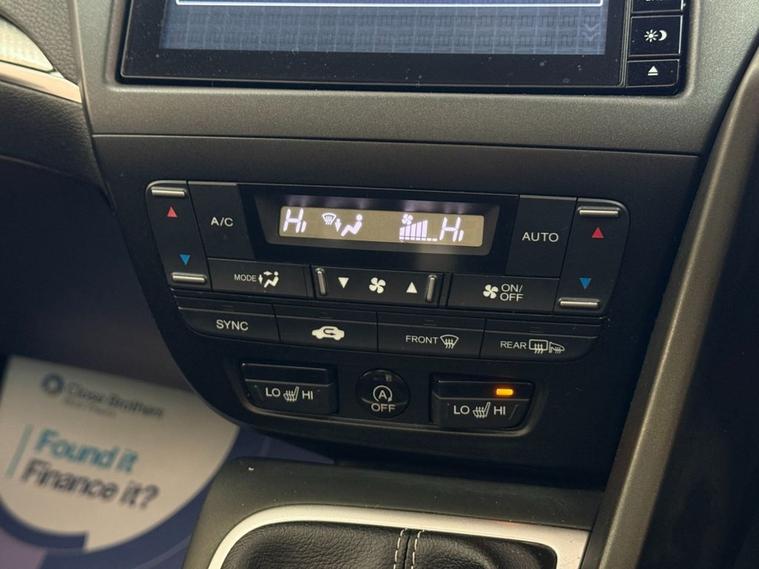 Hi Hi
A/C
AUTO
MODE
ON/
OFF
SYNC
FRONT
REAR
LO HI
A
OFF
LO HI
Close Brothers
Found it
Finance it?